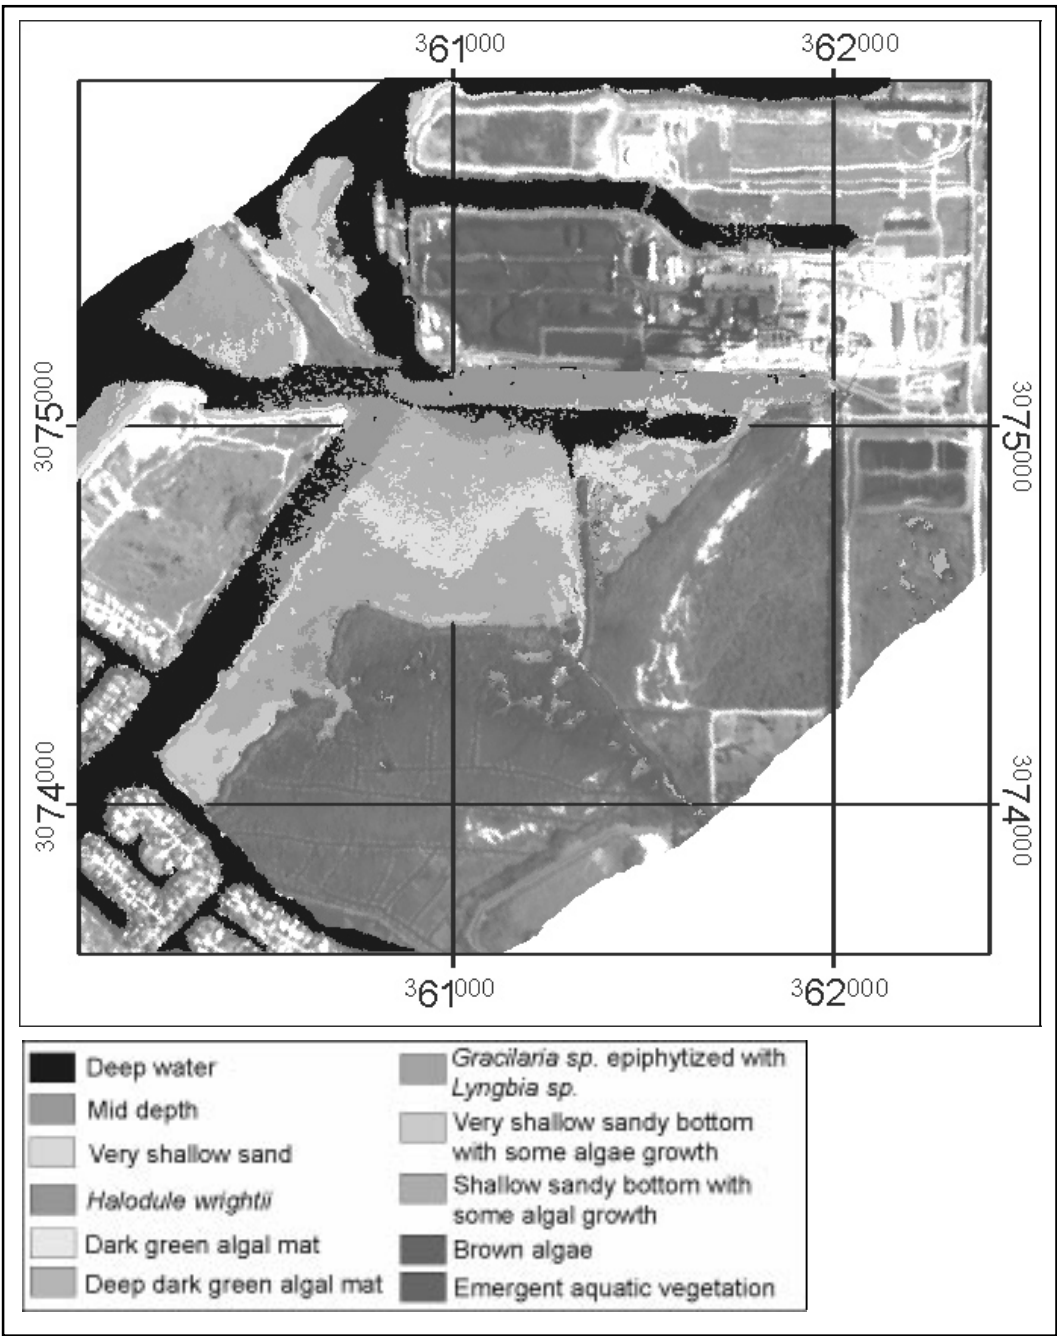 361000 362000
3075000
3075000
3074000
3074000
361000 362000
Deep water
Mid depth
Very shallow sand
Halodule wrightii
Dark green algal mat
Deep dark green algal mat
Gracilaria sp. epiphytized with
Lyngbia sp.
Very shallow sandy bottom
with some algae growth
Shallow sandy bottom with
some algal growth
Brown algae
Emergent aquatic vegetation